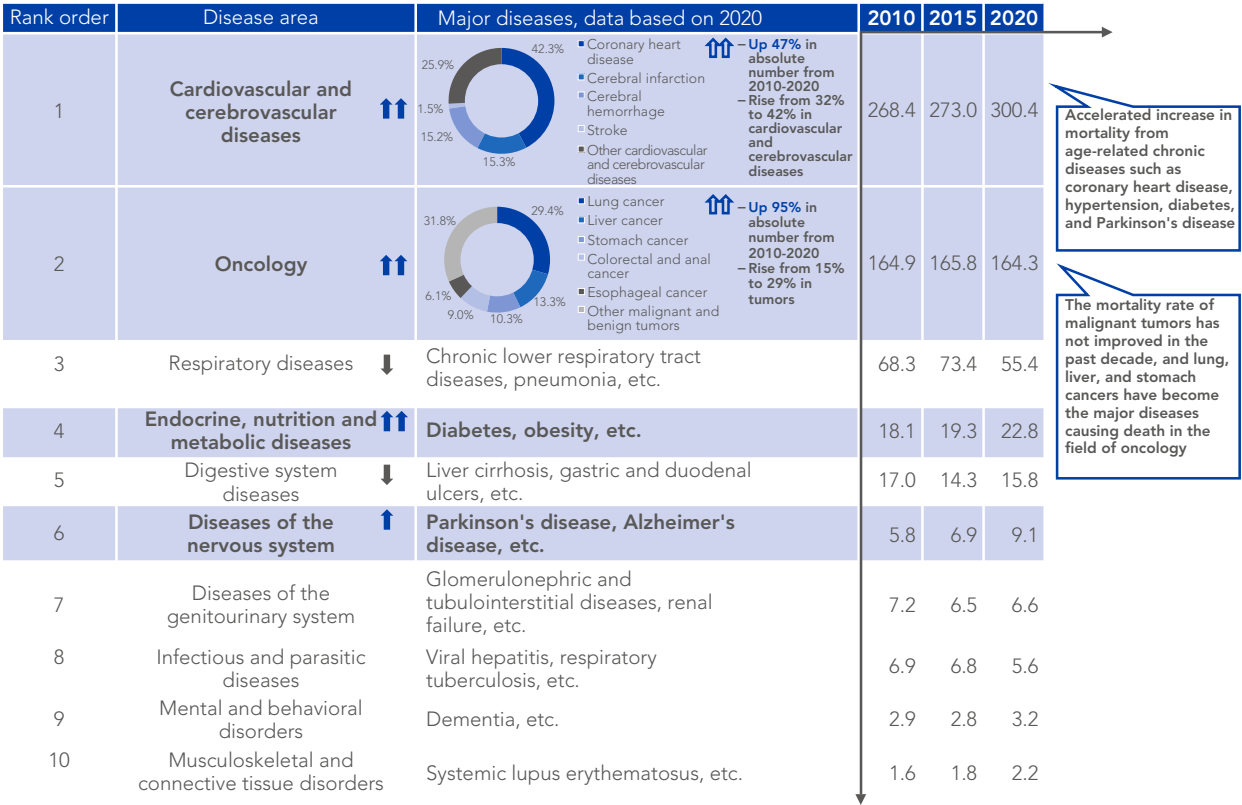 Rank order
Disease area
Major diseases, data based on 2020
2010
2015
2020
1
Cardiovascular and
cerebrovascular
diseases
42.3%
25.9%
1.5%
15.2%
15.3%
Coronary heart
disease
Cerebral infarction
Cerebral
hemorrhage
Stroke
Other cardiovascular
and cerebrovascular
diseases
– Up 47% in
absolute
number from
2010-2020
– Rise from 32%
to 42% in
cardiovascular
and
cerebrovascular
diseases
268.4
273.0
300.4
2
Oncology
31.8%
29.4%
6.1%
13.3%
9.0%
10.3%
Lung cancer
Liver cancer
Stomach cancer
Colorectal and anal
cancer
Esophageal cancer
Other malignant and
benign tumors
– Up 95% in
absolute
number from
2010-2020
– Rise from 15%
to 29% in
tumors
164.9
165.8
164.3
3
Respiratory diseases
Chronic lower respiratory tract
diseases, pneumonia, etc.
68.3
73.4
55.4
4
Endocrine, nutrition and
metabolic diseases
Diabetes, obesity, etc.
18.1
19.3
22.8
5
Digestive system
diseases
Liver cirrhosis, gastric and duodenal
ulcers, etc.
17.0
14.3
15.8
6
Diseases of the
nervous system
Parkinson's disease, Alzheimer's
disease, etc.
5.8
6.9
9.1
7
Diseases of the
genitourinary system
Glomerulonephric and
tubulointerstitial diseases, renal
failure, etc.
7.2
6.5
6.6
8
Infectious and parasitic
diseases
Viral hepatitis, respiratory
tuberculosis, etc.
6.9
6.8
5.6
9
Mental and behavioral
disorders
Dementia, etc.
2.9
2.8
3.2
10
Musculoskeletal and
connective tissue disorders
Systemic lupus erythematosus, etc.
1.6
1.8
2.2
Accelerated increase in
mortality from
age-related chronic
diseases such as
coronary heart disease,
hypertension, diabetes,
and Parkinson's disease
The mortality rate of
malignant tumors has
not improved in the
past decade, and lung,
liver, and stomach
cancers have become
the major diseases
causing death in the
field of oncology